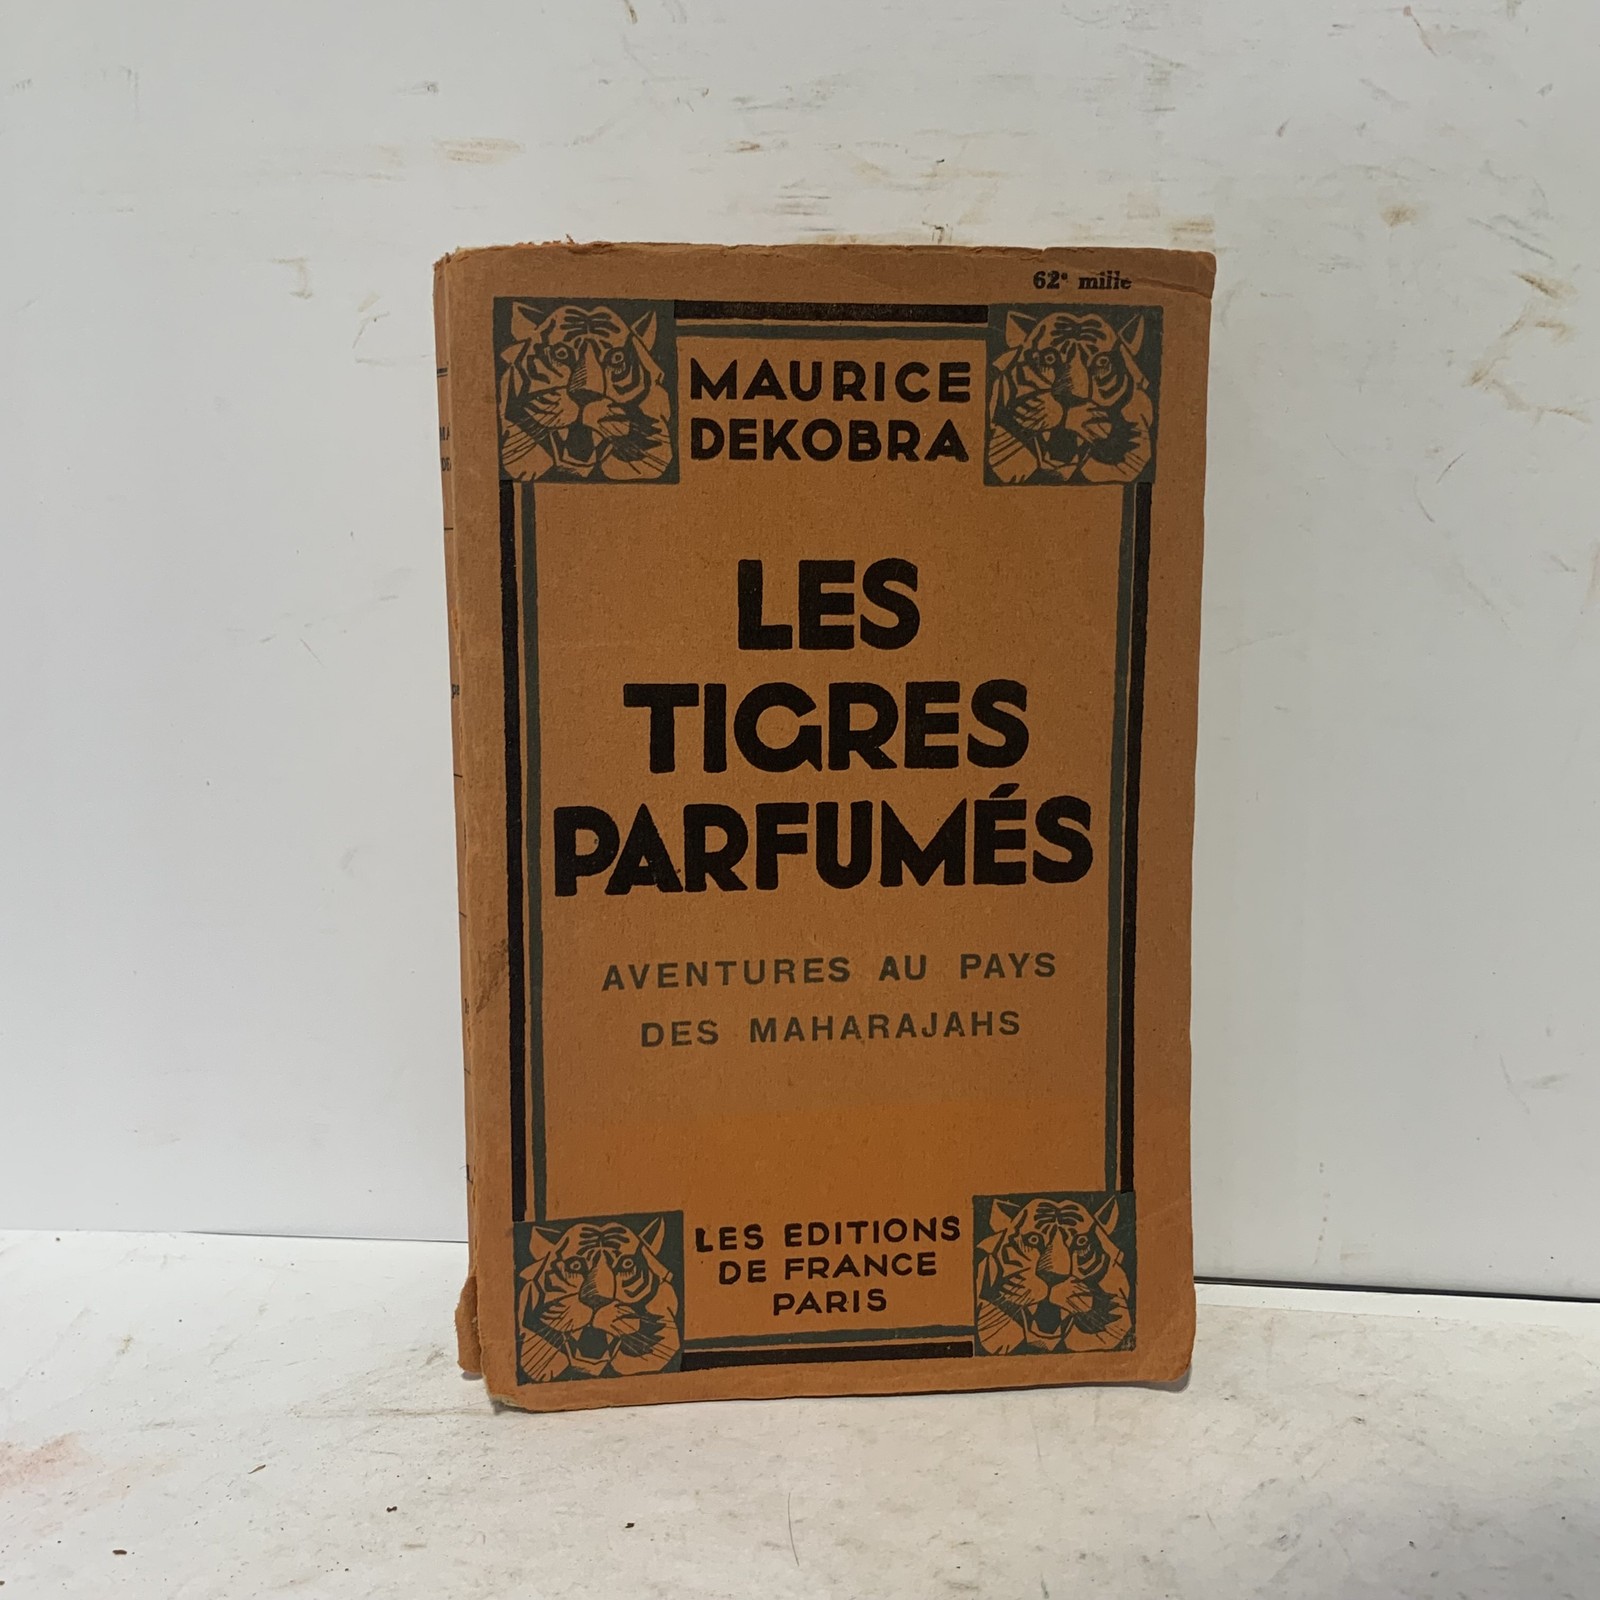 62e mille
MAURICE
DEKOBRA
LES
TIGRES
PARFUMÉS
AVENTURES AU PAYS
DES MAHARAJAHS
LES EDITIONS
DE FRANCE
PARIS